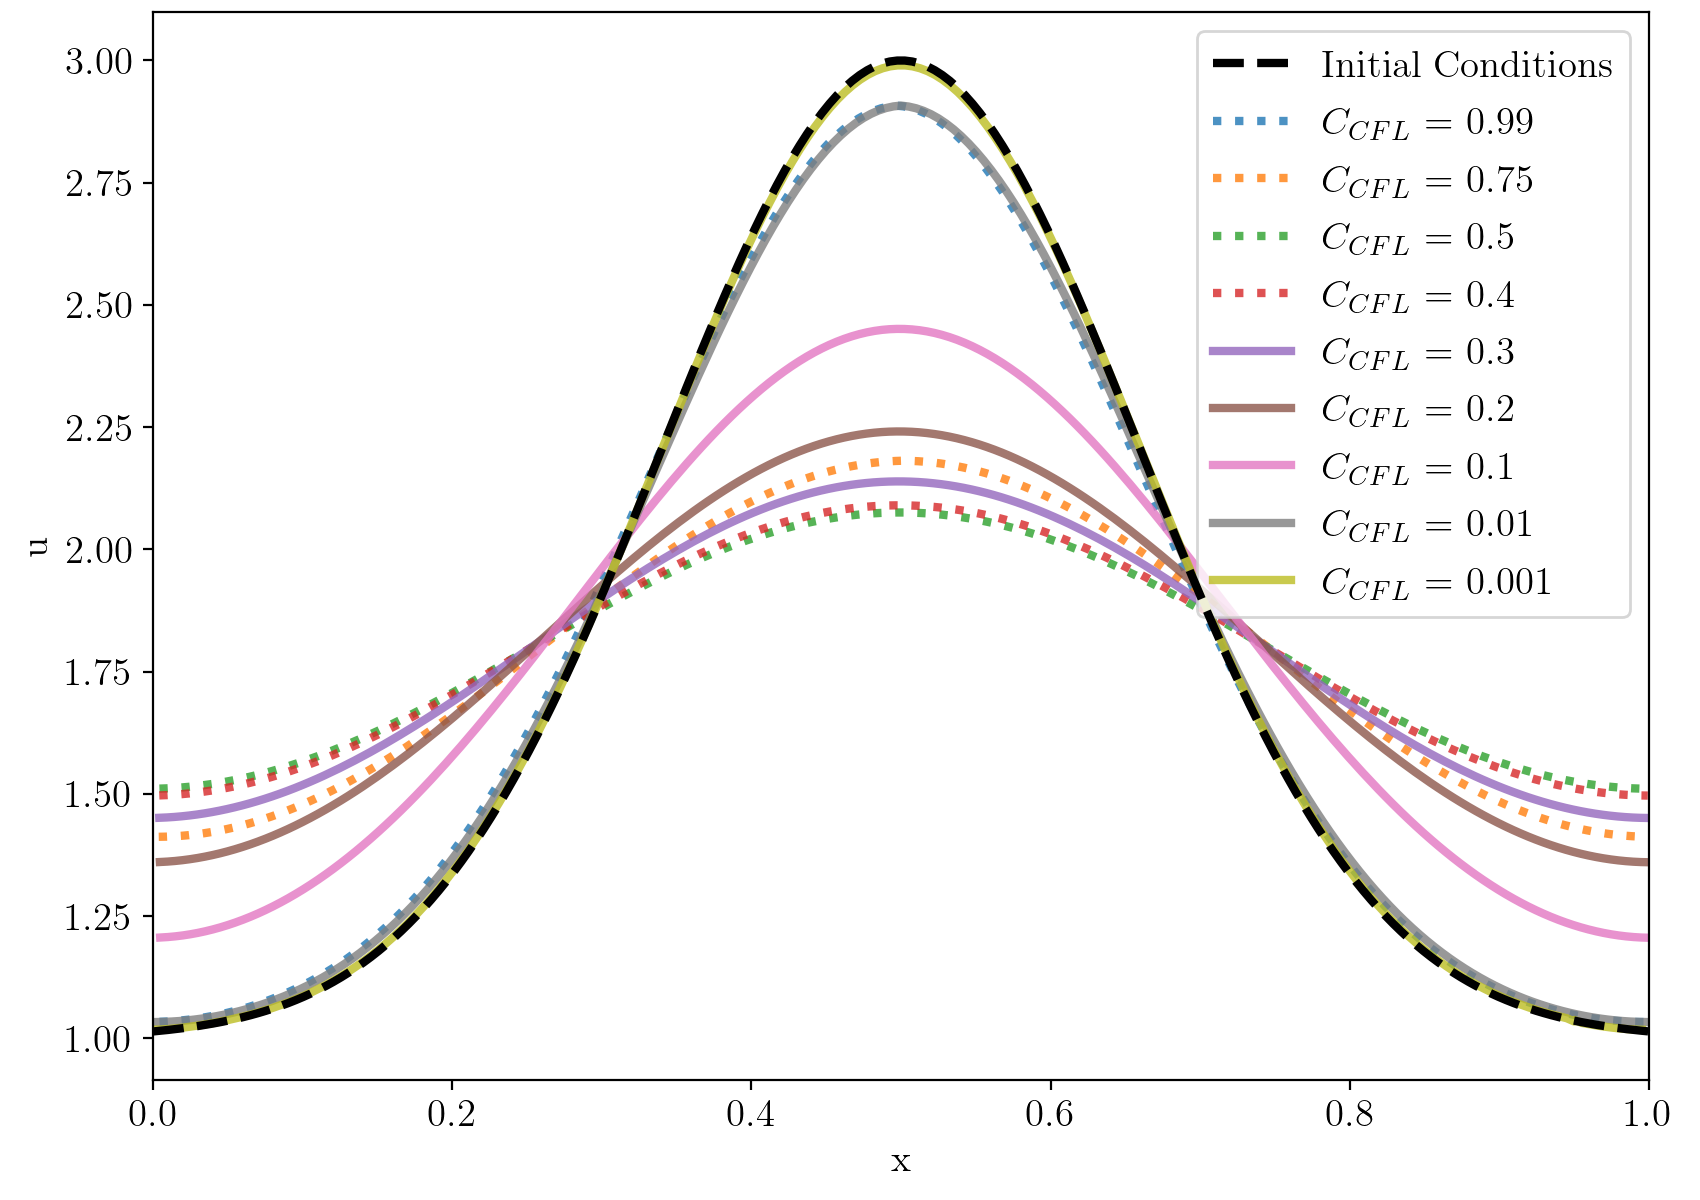 3.00
2.75
2.50
2.25
2.00
1.75
1.50
1.25
1.00
u
0.0 0.2 0.4 0.6 0.8 1.0
x
Initial Conditions
C_CFL = 0.99
C_CFL = 0.75
C_CFL = 0.5
C_CFL = 0.4
C_CFL = 0.3
C_CFL = 0.2
C_CFL = 0.1
C_CFL = 0.01
C_CFL = 0.001